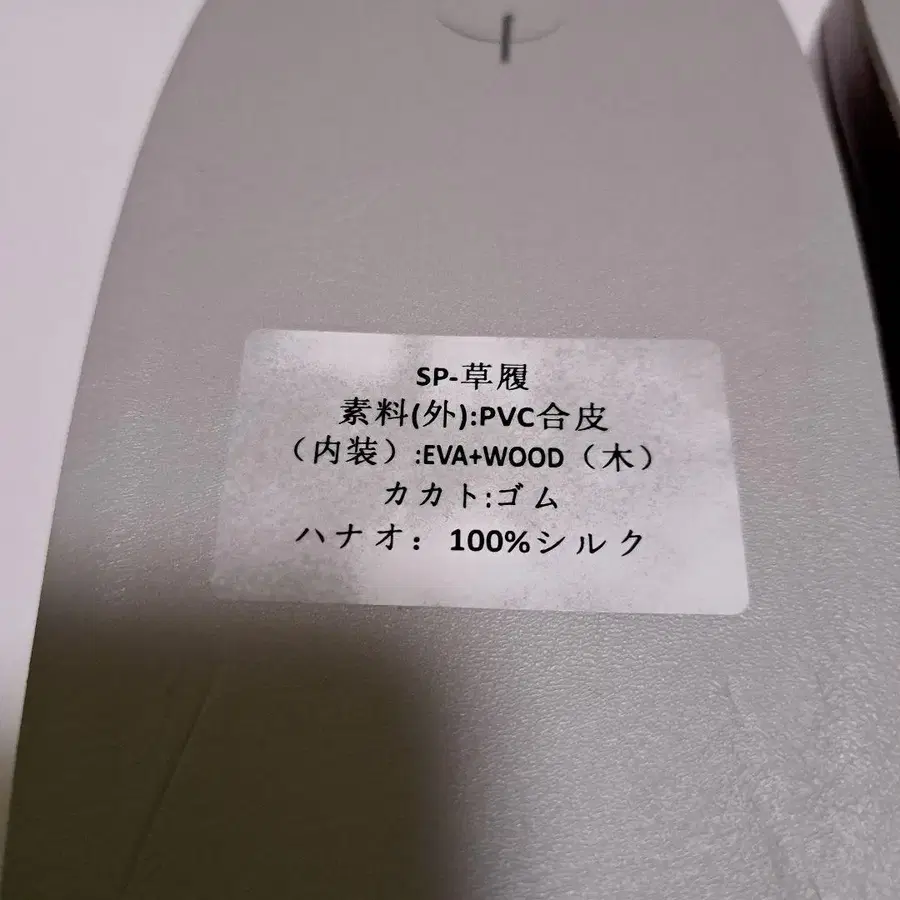 SP-草履
素料(外):PVC合皮
（内装）:EVA+WOOD（木）
カカト:ゴム
ハナオ：100%シルク